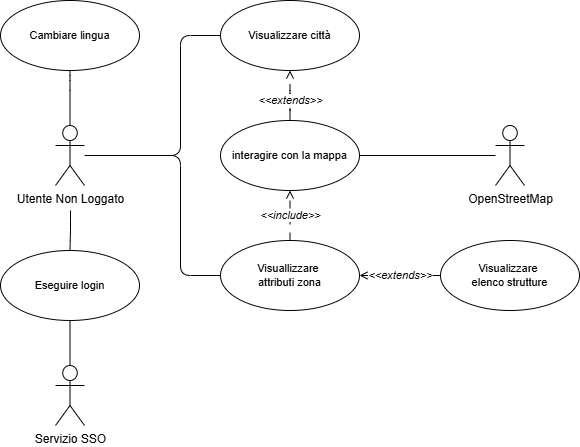 Cambiare lingua
Visualizzare città
<<extends>>
interagire con la mappa
Utente Non Loggato
OpenStreetMap
<<include>>
Visuallizzare
attributi zona
<<extends>>
Visualizzare
elenco strutture
Eseguire login
Servizio SSO